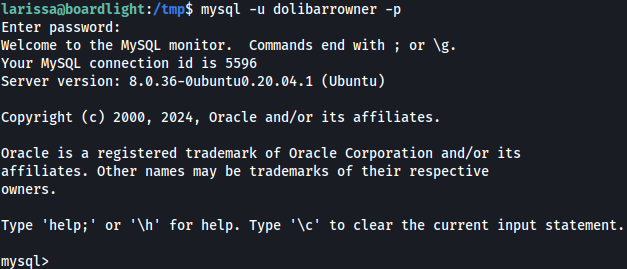 larissa@boardlight:/tmp$ mysql -u dolibarrowner -p
Enter password:
Welcome to the MySQL monitor.  Commands end with ; or \g.
Your MySQL connection id is 5596
Server version: 8.0.36-0ubuntu0.20.04.1 (Ubuntu)

Copyright (c) 2000, 2024, Oracle and/or its affiliates.

Oracle is a registered trademark of Oracle Corporation and/or its
affiliates. Other names may be trademarks of their respective
owners.

Type 'help;' or '\h' for help. Type '\c' to clear the current input statement.

mysql>